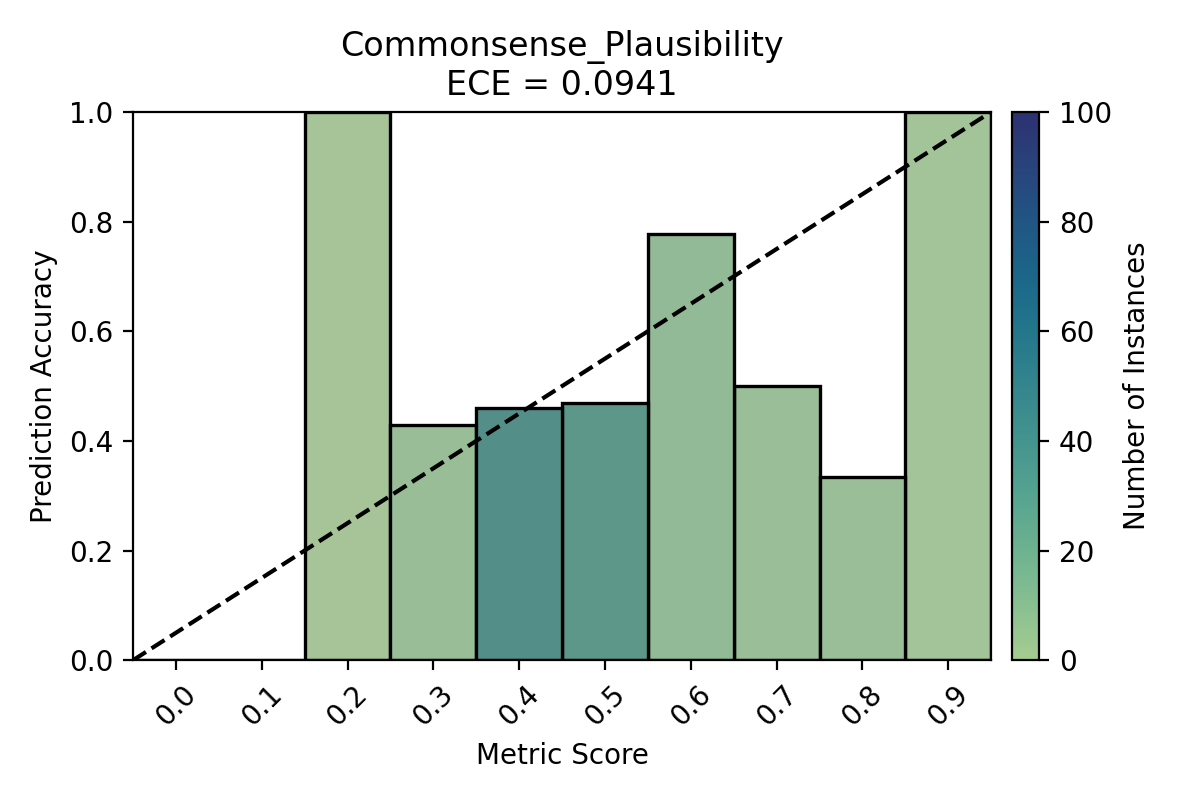 Commonsense_Plausibility
ECE = 0.0941
1.0
0.8
0.6
0.4
0.2
0.0
Prediction Accuracy
0.0 0.1 0.2 0.3 0.4 0.5 0.6 0.7 0.8 0.9
Metric Score
100
80
60
40
20
0
Number of Instances